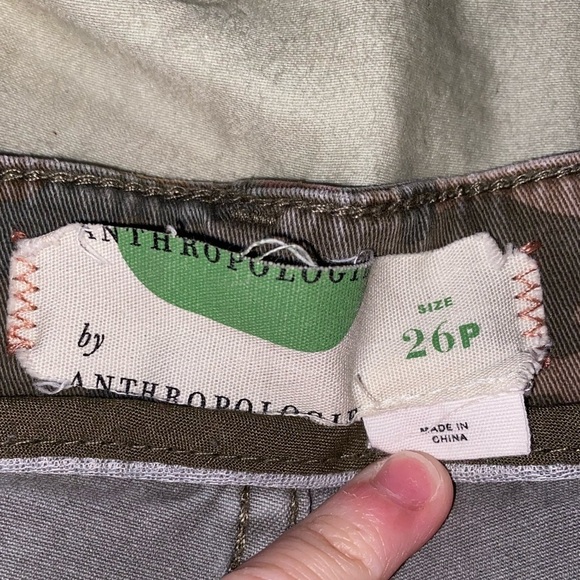 ANTHROPOLOGIE
by
ANTHROPOLOGIE
SIZE
26P
MADE IN
CHINA